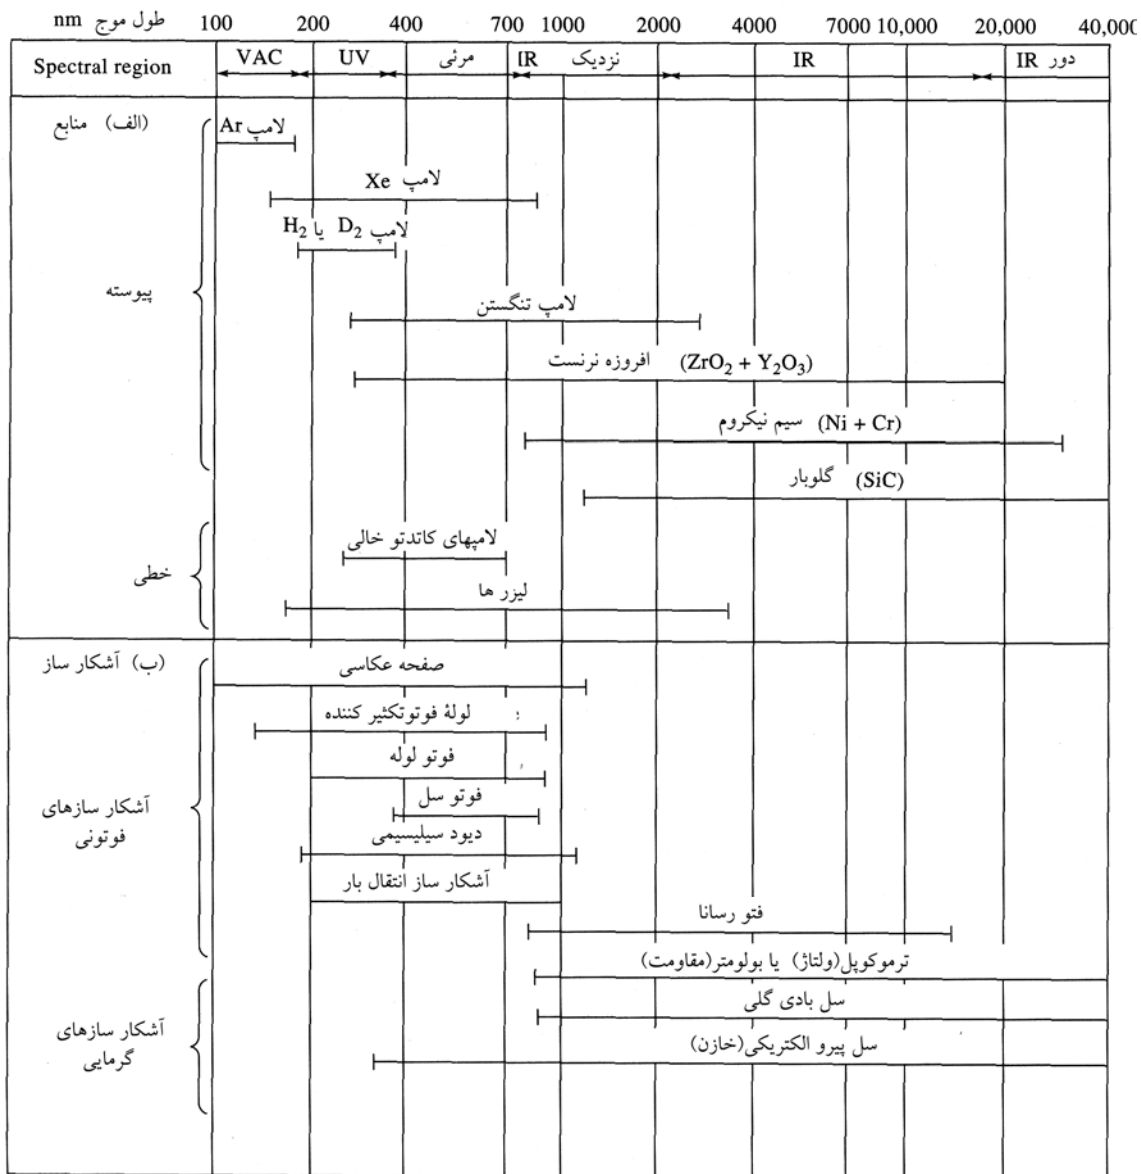 طول موج nm 100 200 400 700 1000 2000 4000 7000 10,000 20,000 40,000
Spectral region VAC UV مرئی IR نزدیک IR IR دور
(الف) منابع
لامپ Ar
لامپ Xe
لامپ D2 یا H2
پیوسته
لامپ تنگستن
افروزه نرنست (ZrO2 + Y2O3)
سیم نیکروم (Ni + Cr)
گلوبار (SiC)
لامپهای کاتدتو خالی
خطی
لیزر ها
(ب) آشکار ساز
صفحه عکاسی
لولۀ فوتوتکثیر کننده
فوتو لوله
فوتو سل
آشکار سازهای
فوتونی
دیود سیلیسیمی
آشکار ساز انتقال بار
فتو رسانا
ترموکوپل(ولتاژ) یا بولومتر(مقاومت)
سل بادی گلی
آشکار سازهای
گرمایی
سل پیرو الکتریکی(خازن)